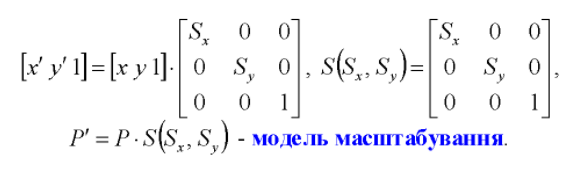 [x' y' 1] = [x y 1] · [S_x 0 0; 0 S_y 0; 0 0 1], S(S_x, S_y) = [S_x 0 0; 0 S_y 0; 0 0 1],
P' = P · S(S_x, S_y) - модель масштабування.